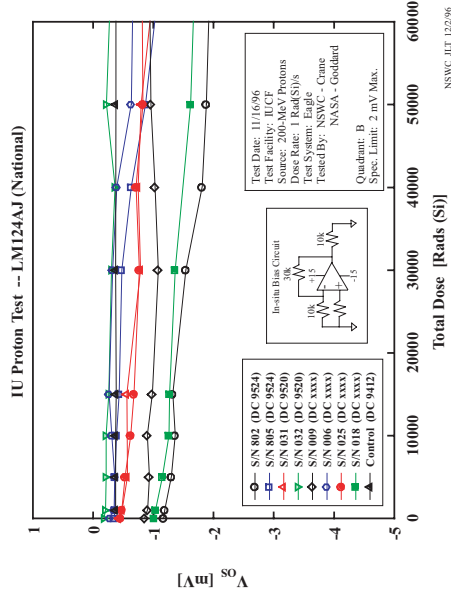 IU Proton Test -- LM124AJ (National)
1
0
-1
-2
-3
-4
-5
V_OS [mV]
0
10000
20000
30000
40000
50000
60000
Total Dose [Rads (Si)]
S/N 802 (DC 9524)
S/N 805 (DC 9524)
S/N 031 (DC 9520)
S/N 032 (DC 9520)
S/N 009 (DC xxxx)
S/N 006 (DC xxxx)
S/N 025 (DC xxxx)
S/N 018 (DC xxxx)
Control (DC 9412)
In-situ Bias Circuit
30k
+15
10k
-
+
-15
10k
Test Date: 11/16/96
Test Facility: IUCF
Source: 200-MeV Protons
Dose Rate: 1 Rad(Si)/s
Test System: Eagle
Tested By: NSWC - Crane
NASA - Goddard
Quadrant: B
Spec. Limit: 2 mV Max.
NSWC JLT 12/2/96